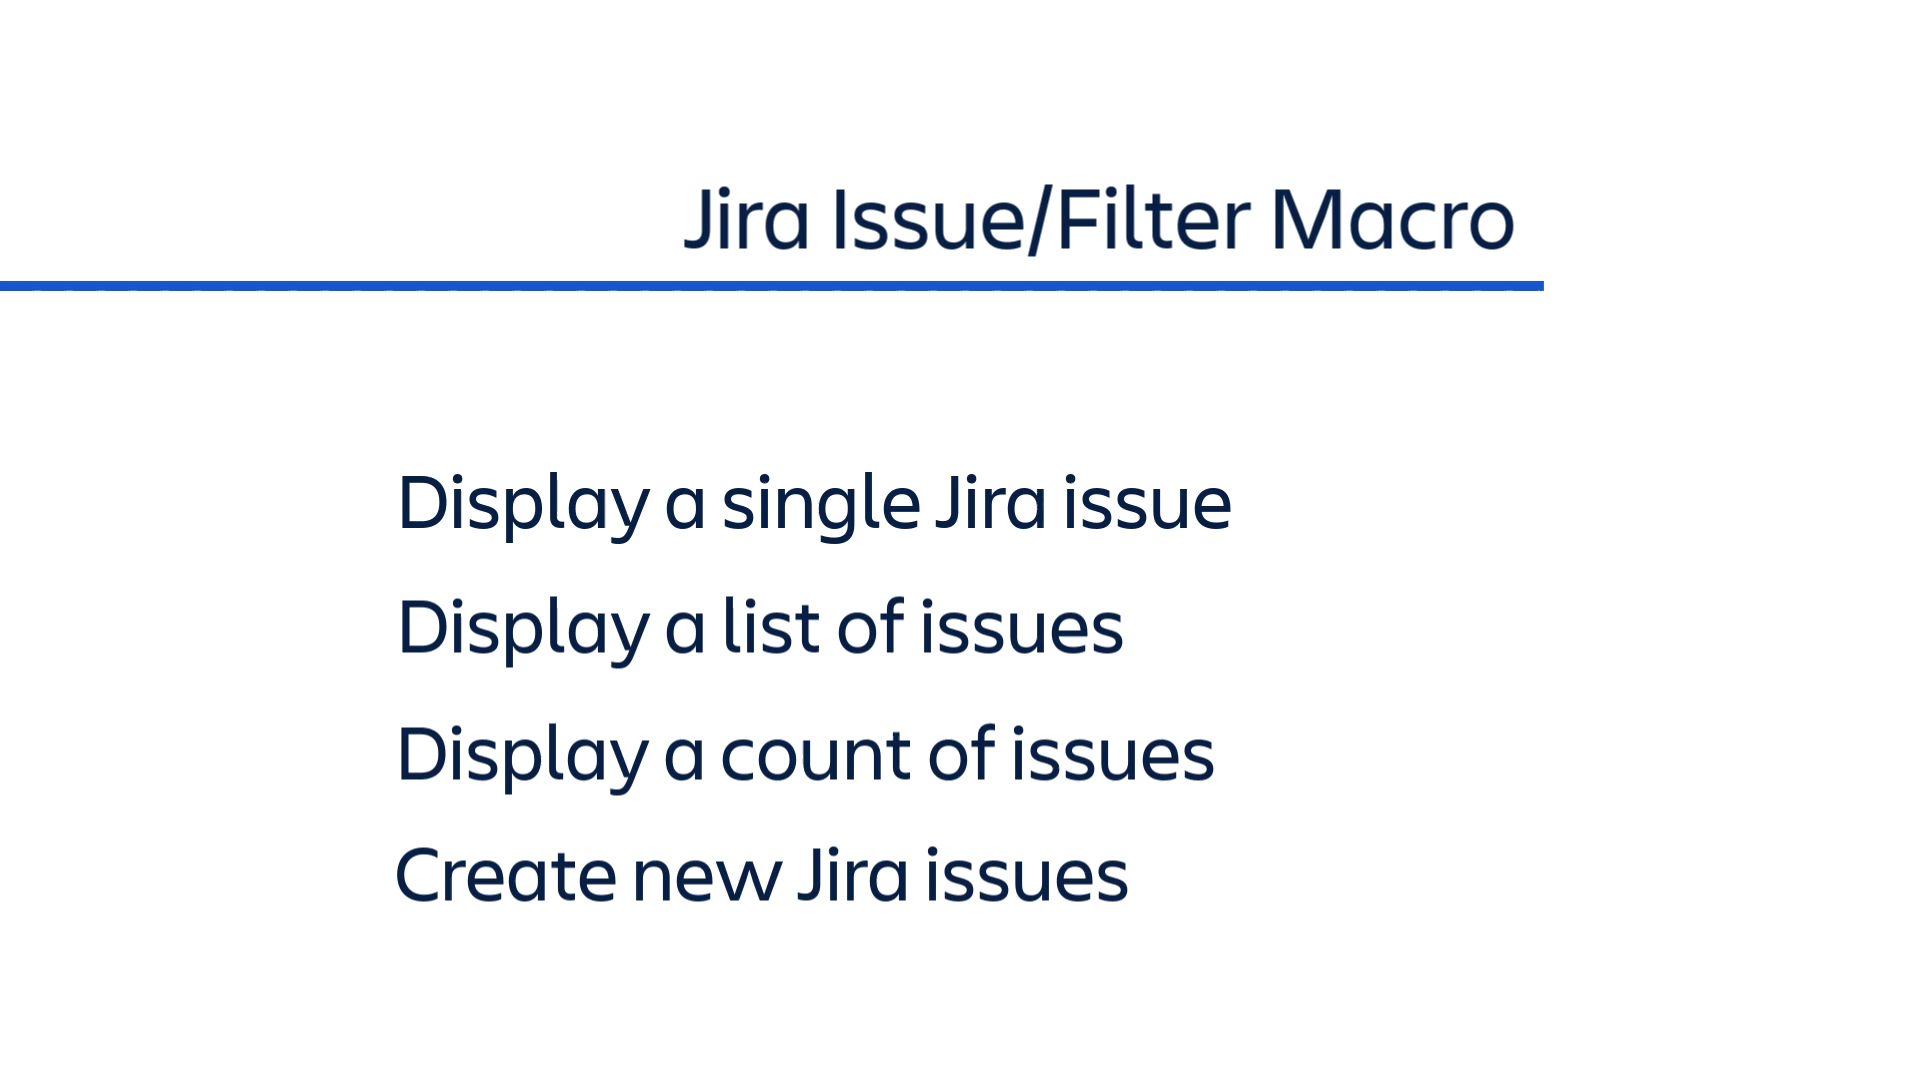 Jira Issue/Filter Macro
Display a single Jira issue
Display a list of issues
Display a count of issues
Create new Jira issues